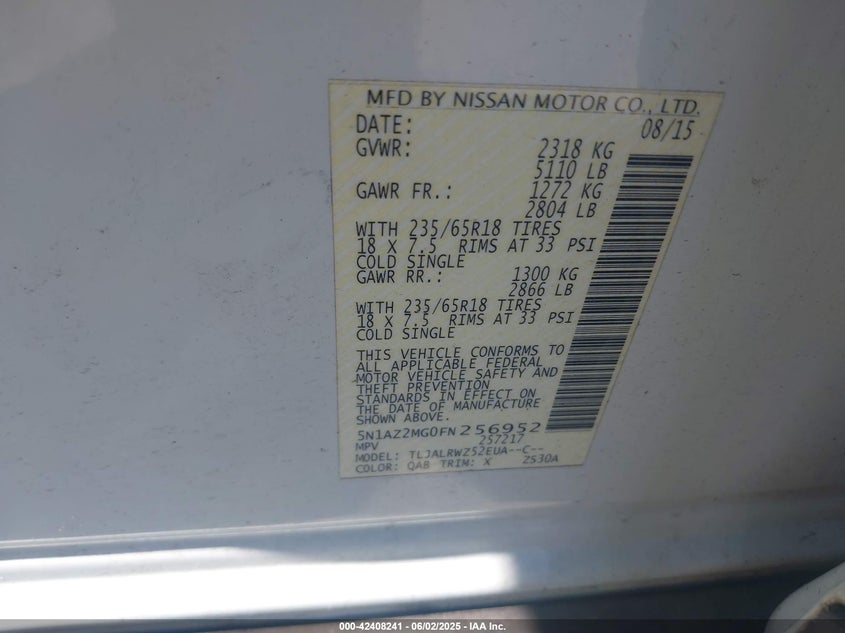 MFD BY NISSAN MOTOR CO., LTD.
DATE: 08/15
GVWR: 2318 KG
5110 LB
GAWR FR.: 1272 KG
2804 LB
WITH 235/65R18 TIRES
18 X 7.5 RIMS AT 33 PSI
COLD SINGLE
GAWR RR.: 1300 KG
2866 LB
WITH 235/65R18 TIRES
18 X 7.5 RIMS AT 33 PSI
COLD SINGLE
THIS VEHICLE CONFORMS TO
ALL APPLICABLE FEDERAL
MOTOR VEHICLE SAFETY AND
THEFT PREVENTION
STANDARDS IN EFFECT ON
THE DATE OF MANUFACTURE
SHOWN ABOVE.
5N1AZ2MG0FN256952
MPV 257217
MODEL: TLJALRWZ52EUA--C--
COLOR: QAB TRIM: X 2S30A
000-42408241 - 06/02/2025 - IAA Inc.